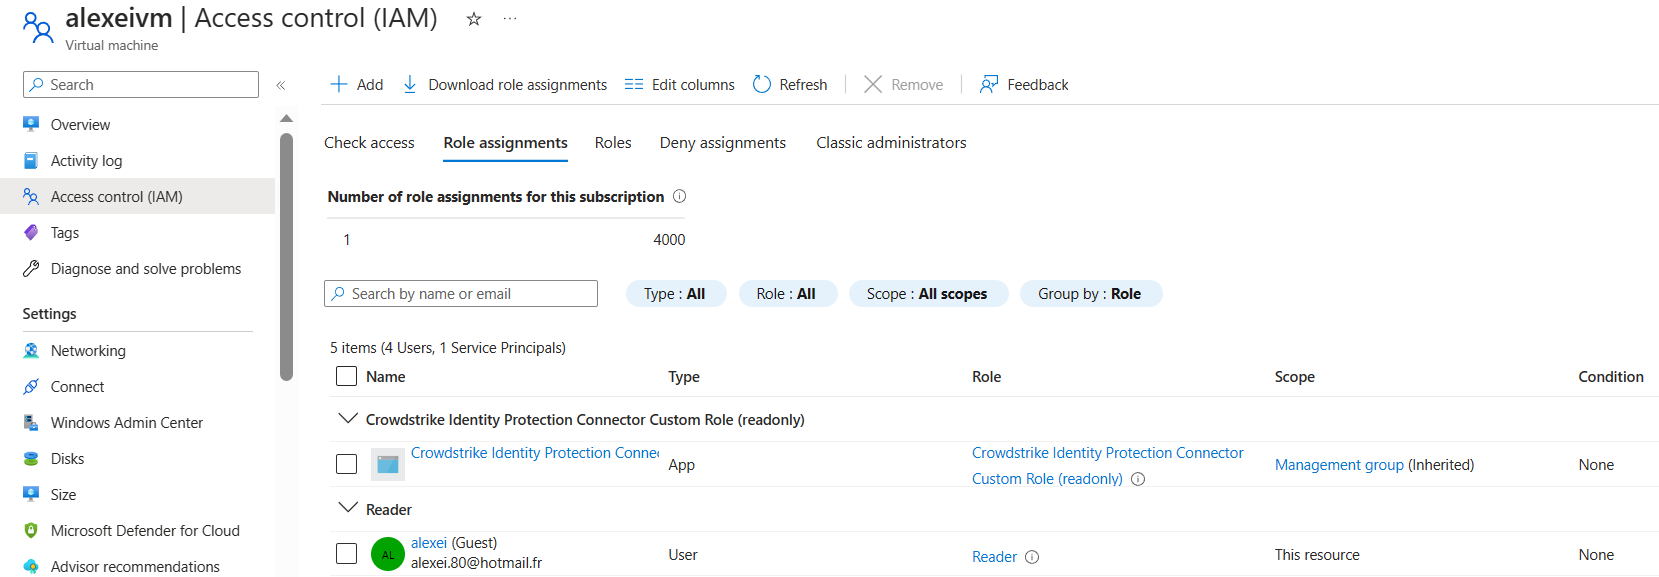 alexeivm | Access control (IAM)
Virtual machine
Search
Add
Download role assignments
Edit columns
Refresh
Remove
Feedback
Overview
Activity log
Access control (IAM)
Tags
Diagnose and solve problems
Settings
Networking
Connect
Windows Admin Center
Disks
Size
Microsoft Defender for Cloud
Advisor recommendations
Check access
Role assignments
Roles
Deny assignments
Classic administrators
Number of role assignments for this subscription
1 4000
Search by name or email
Type : All
Role : All
Scope : All scopes
Group by : Role
5 items (4 Users, 1 Service Principals)
Name Type Role Scope Condition
Crowdstrike Identity Protection Connector Custom Role (readonly)
Crowdstrike Identity Protection Connec
App
Crowdstrike Identity Protection Connector
Custom Role (readonly)
Management group (Inherited)
None
Reader
AL
alexei (Guest)
alexei.80@hotmail.fr
User
Reader
This resource
None